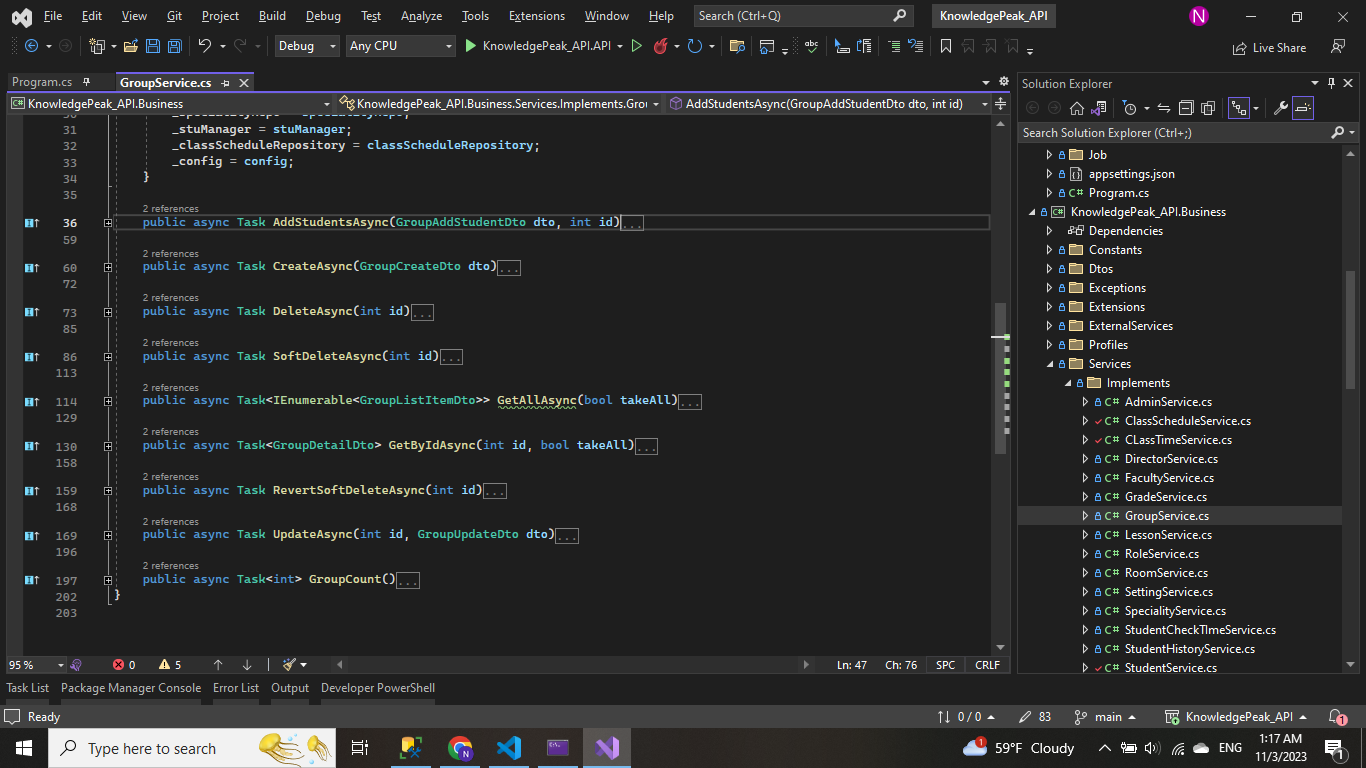 File Edit View Git Project Build Debug Test Analyze Tools Extensions Window Help Search (Ctrl+Q) KnowledgePeak_API N
Debug Any CPU KnowledgePeak_API.API Live Share
Program.cs GroupService.cs
KnowledgePeak_API.Business KnowledgePeak_API.Business.Services.Implements.Grou AddStudentsAsync(GroupAddStudentDto dto, int id)
31 _stuManager = stuManager;
32 _classScheduleRepository = classScheduleRepository;
33 _config = config;
34 }
35
2 references
36 public async Task AddStudentsAsync(GroupAddStudentDto dto, int id)...
59
2 references
60 public async Task CreateAsync(GroupCreateDto dto)...
72
2 references
73 public async Task DeleteAsync(int id)...
85
2 references
86 public async Task SoftDeleteAsync(int id)...
113
2 references
114 public async Task<IEnumerable<GroupListItemDto>> GetAllAsync(bool takeAll)...
129
2 references
130 public async Task<GroupDetailDto> GetByIdAsync(int id, bool takeAll)...
158
2 references
159 public async Task RevertSoftDeleteAsync(int id)...
168
2 references
169 public async Task UpdateAsync(int id, GroupUpdateDto dto)...
196
2 references
197 public async Task<int> GroupCount()...
202 }
203
95 % 0 5 Ln: 47 Ch: 76 SPC CRLF
Solution Explorer
Search Solution Explorer (Ctrl+;)
Job
appsettings.json
C# Program.cs
C# KnowledgePeak_API.Business
Dependencies
Constants
Dtos
Exceptions
Extensions
ExternalServices
Profiles
Services
Implements
C# AdminService.cs
C# ClassScheduleService.cs
C# CLassTimeService.cs
C# DirectorService.cs
C# FacultyService.cs
C# GradeService.cs
C# GroupService.cs
C# LessonService.cs
C# RoleService.cs
C# RoomService.cs
C# SettingService.cs
C# SpecialityService.cs
C# StudentCheckTImeService.cs
C# StudentHistoryService.cs
C# StudentService.cs
Task List Package Manager Console Error List Output Developer PowerShell
Ready 0 / 0 83 main KnowledgePeak_API 1
Type here to search 1 59°F Cloudy ENG 1:17 AM
11/3/2023 1